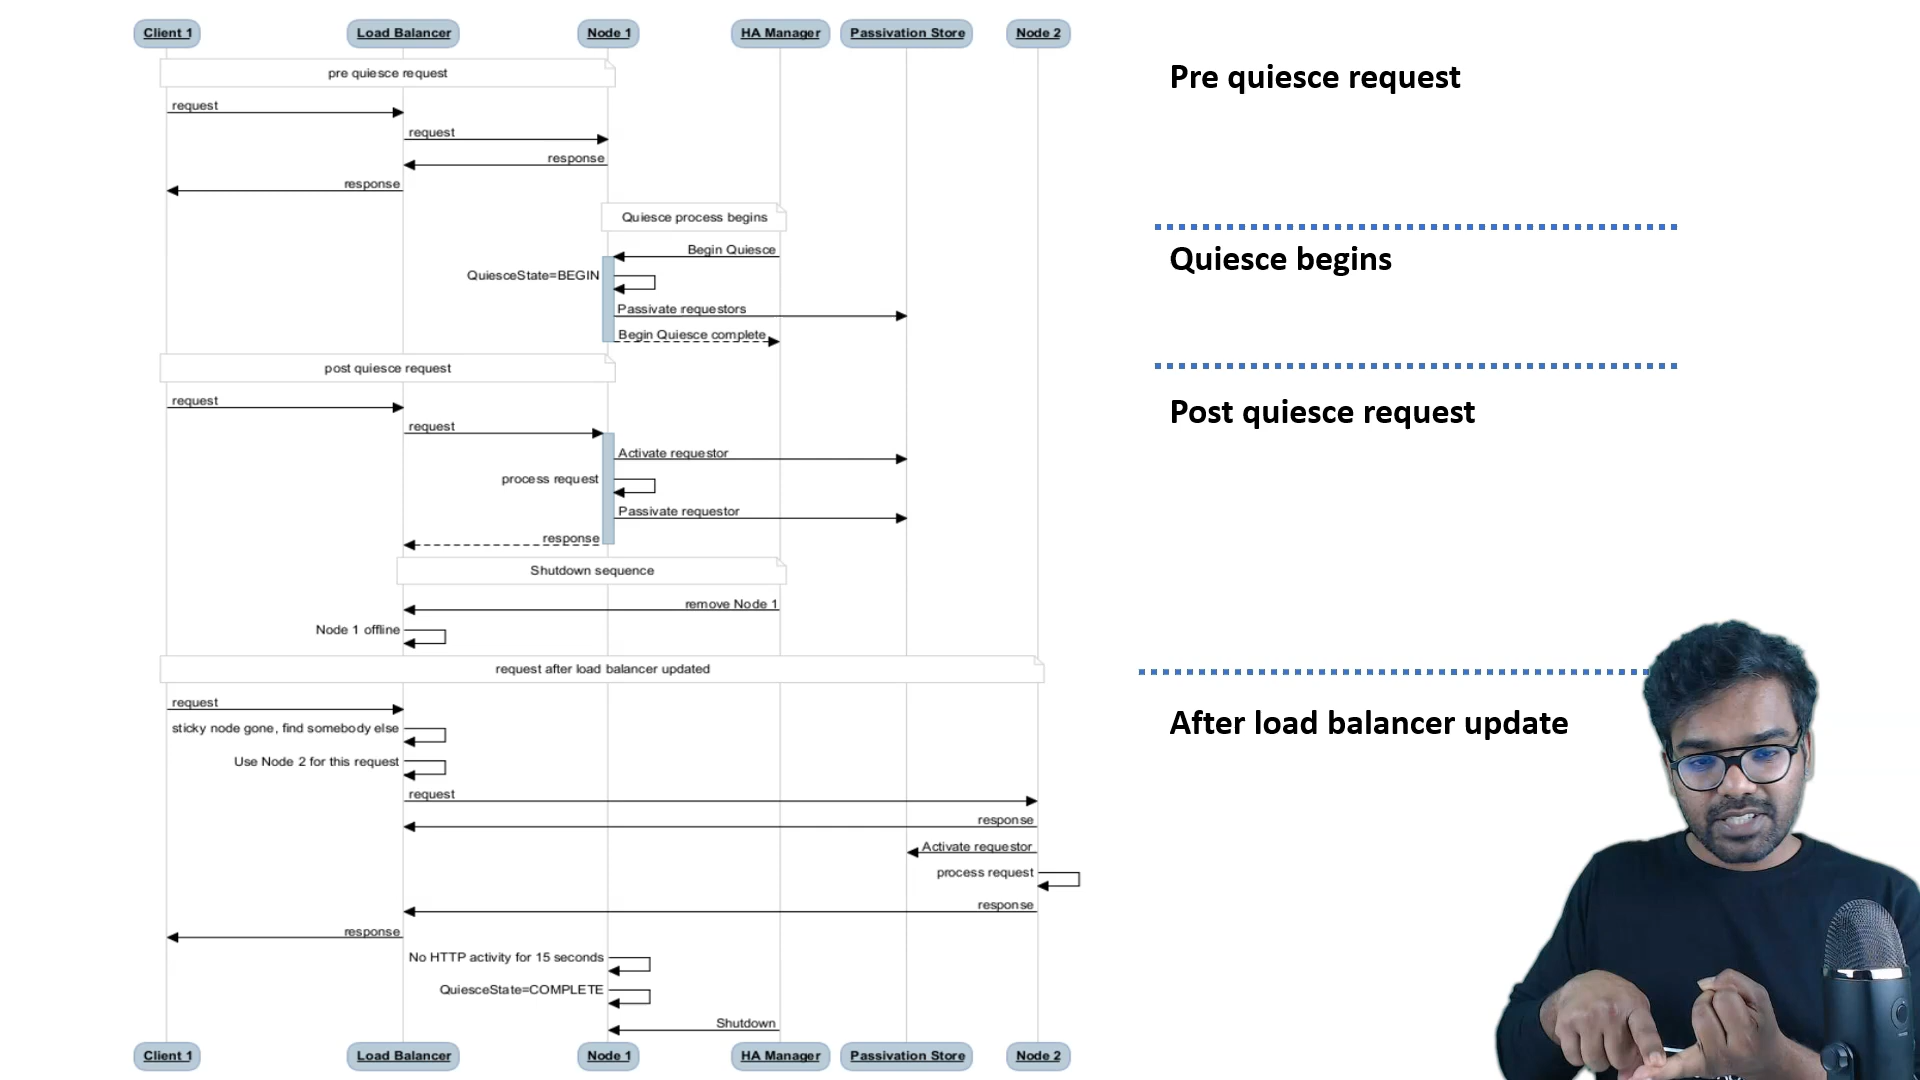 Client 1 Load Balancer Node 1 HA Manager Passivation Store Node 2
pre quiesce request
request
request
response
response
Quiesce process begins
Begin Quiesce
QuiesceState=BEGIN
Passivate requestors
Begin Quiesce complete
post quiesce request
request
request
Activate requestor
process request
Passivate requestor
response
Shutdown sequence
remove Node 1
Node 1 offline
request after load balancer updated
request
sticky node gone, find somebody else
Use Node 2 for this request
request
response
Activate requestor
process request
response
response
No HTTP activity for 15 seconds
QuiesceState=COMPLETE
Shutdown
Client 1 Load Balancer Node 1 HA Manager Passivation Store Node 2
Pre quiesce request
Quiesce begins
Post quiesce request
After load balancer update